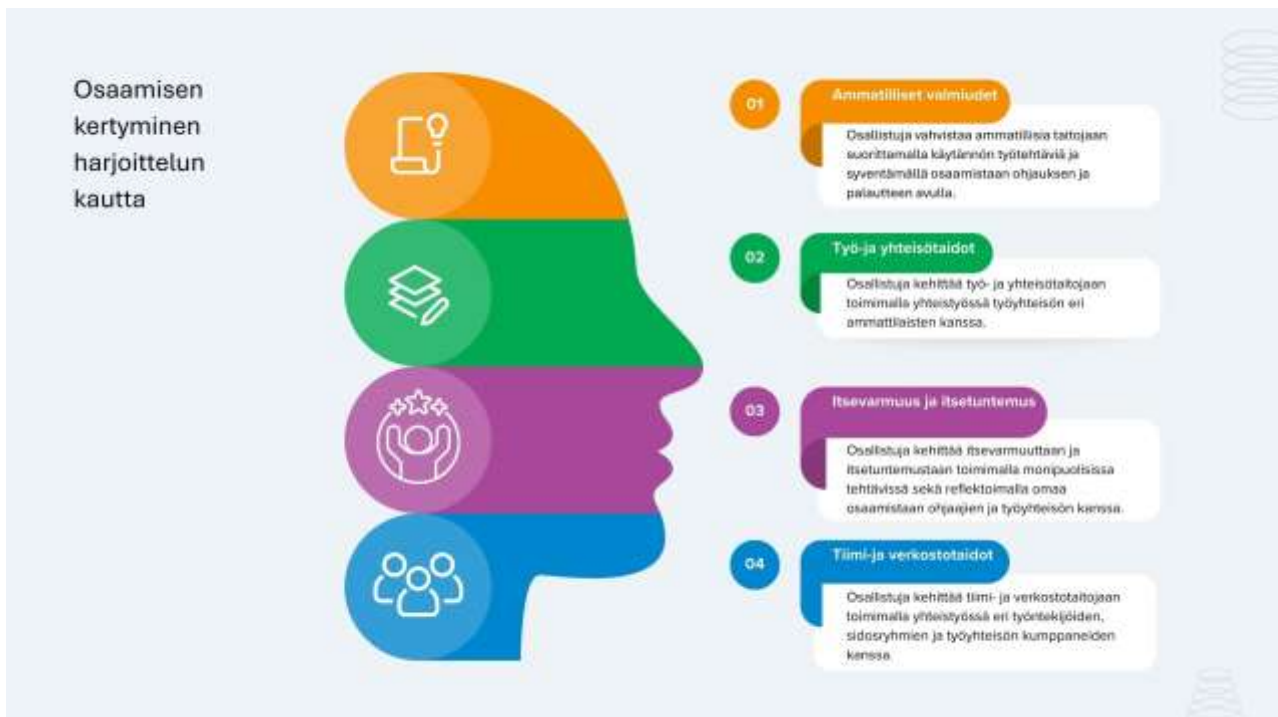 Osaamisen
kertyminen
harjoittelun
kautta
01
Ammatilliset valmiudet
Osallistuja vahvistaa ammatillisia taitojaan
suorittamalla käytännön työtehtäviä ja
syventämällä osaamistaan ohjauksen ja
palautteen avulla.
02
Työ-ja yhteisötaidot
Osallistuja kehittää työ- ja yhteisötaitojaan
toimimalla yhteistyössä työyhteisön eri
ammattilaisten kanssa.
03
Itsevarmuus ja itsetuntemus
Osallistuja kehittää itsevarmuuttaan ja
itsetuntemustaan toimimalla monipuolisissa
tehtävissä sekä reflektoimalla omaa
osaamistaan ohjaajien ja työyhteisön kanssa.
04
Tiimi-ja verkostotaidot
Osallistuja kehittää tiimi- ja verkostotaitojaan
toimimalla yhteistyössä eri työntekijöiden,
sidosryhmien ja työyhteisön kumppaneiden
kanssa.